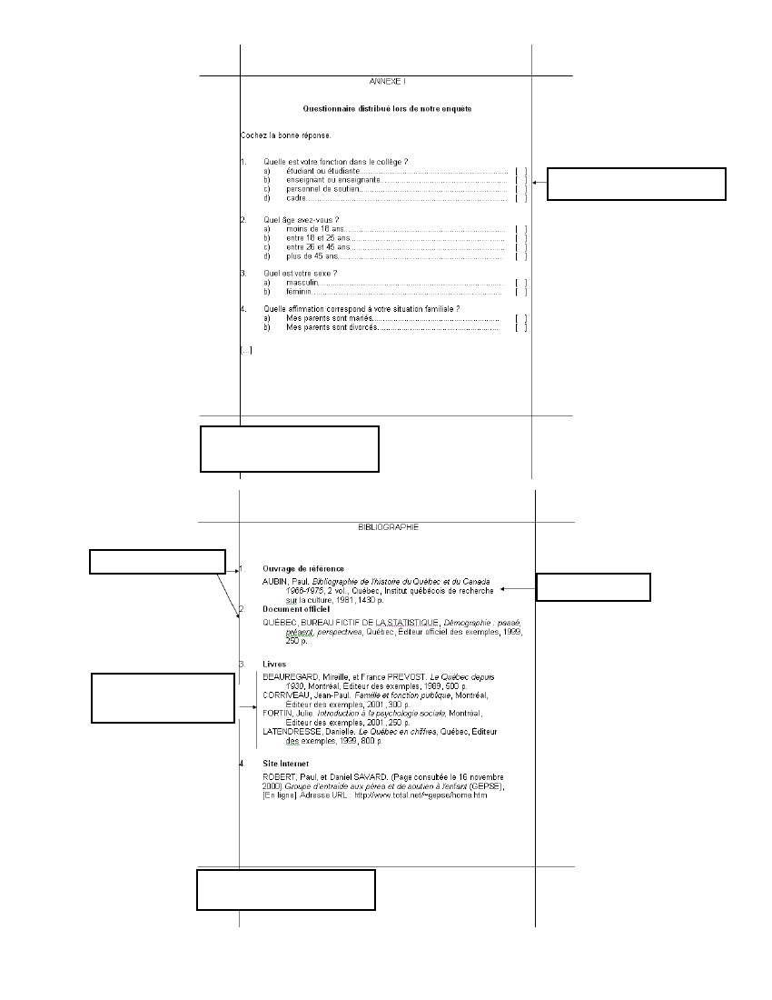 ANNEXE I
Questionnaire distribué lors de notre enquête
Cochez la bonne réponse.
1. Quelle est votre fonction dans le collège ?
a) étudiant ou étudiante................................................................ [ ]
b) enseignant ou enseignante........................................................ [ ]
c) personnel de soutien................................................................. [ ]
d) cadre......................................................................................... [ ]
2. Quel âge avez-vous ?
a) moins de 18 ans....................................................................... [ ]
b) entre 18 et 25 ans..................................................................... [ ]
c) entre 26 et 45 ans..................................................................... [ ]
d) plus de 45 ans.......................................................................... [ ]
3. Quel est votre sexe ?
a) masculin................................................................................... [ ]
b) féminin..................................................................................... [ ]
4. Quelle affirmation correspond à votre situation familiale ?
a) Mes parents sont mariés........................................................ [ ]
b) Mes parents sont divorcés..................................................... [ ]
[...]
BIBLIOGRAPHIE
1. Ouvrage de référence
AUBIN, Paul. Bibliographie de l'histoire du Québec et du Canada
1966-1975, 2 vol., Québec, Institut québécois de recherche
sur la culture, 1981, 1430 p.
2. Document officiel
QUÉBEC, BUREAU FICTIF DE LA STATISTIQUE, Démographie : passé,
présent, perspectives, Québec, Éditeur officiel des exemples, 1999,
250 p.
3. Livres
BEAUREGARD, Mireille, et France PREVOST. Le Québec depuis
1930, Montréal, Éditeur des exemples, 1989, 500 p.
CORRIVEAU, Jean-Paul. Famille et fonction publique, Montréal,
Éditeur des exemples, 2001, 300 p.
FORTIN, Julie. Introduction à la psychologie sociale, Montréal,
Éditeur des exemples, 2001, 250 p.
LATENDRESSE, Danielle. Le Québec en chiffres, Québec, Éditeur
des exemples, 1999, 800 p.
4. Site Internet
ROBERT, Paul, et Daniel SAVARD. (Page consultée le 16 novembre
2000) Groupe d'entraide aux pères et de soutien à l'enfant (GEPSE),
[En ligne]. Adresse URL : http://www.total.net/~gepse/home.htm